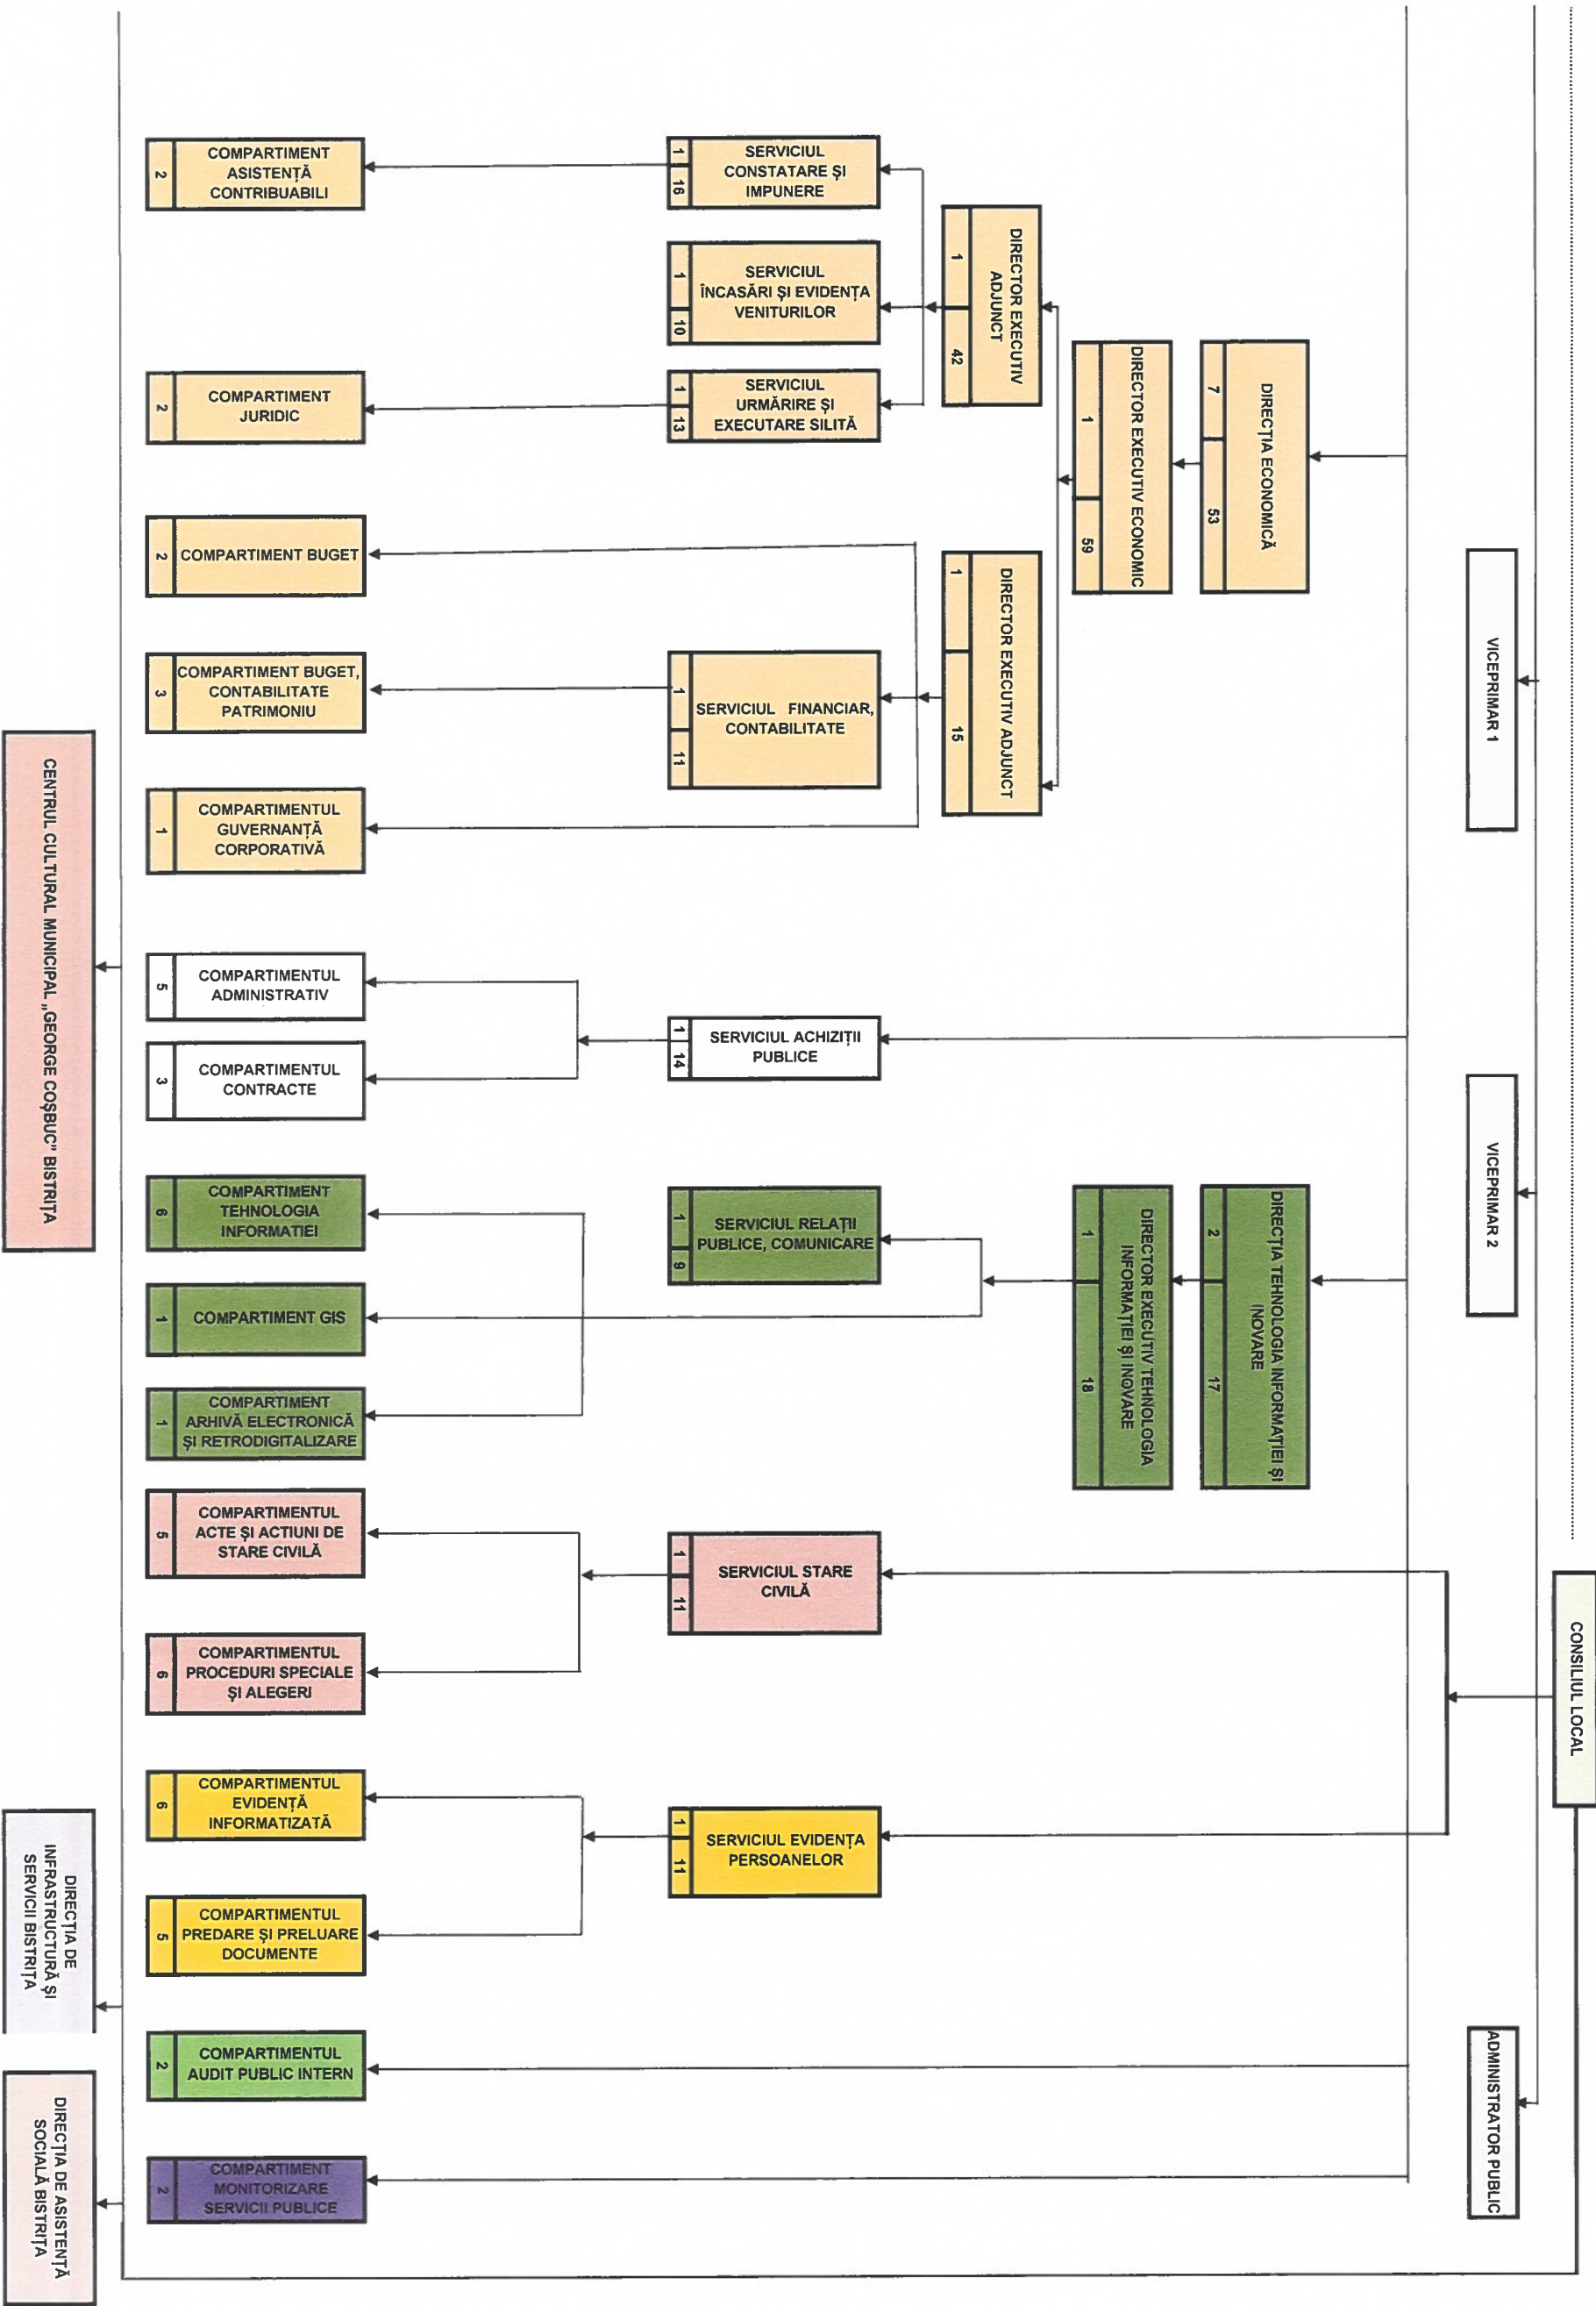 CONSILIUL LOCAL
VICEPRIMAR 1
VICEPRIMAR 2
ADMINISTRATOR PUBLIC
DIRECȚIA ECONOMICĂ
7
53
DIRECȚIA TEHNOLOGIA INFORMAȚIEI ȘI
INOVARE
2
17
DIRECTOR EXECUTIV ECONOMIC
1
59
DIRECTOR EXECUTIV TEHNOLOGIA
INFORMAȚIEI ȘI INOVARE
1
18
DIRECTOR EXECUTIV
ADJUNCT
1
42
DIRECTOR EXECUTIV ADJUNCT
1
15
SERVICIUL
CONSTATARE ȘI
IMPUNERE
1
16
SERVICIUL
ÎNCASĂRI ȘI EVIDENȚA
VENITURILOR
1
10
SERVICIUL
URMĂRIRE ȘI
EXECUTARE SILITĂ
1
13
SERVICIUL FINANCIAR,
CONTABILITATE
1
11
SERVICIUL ACHIZIȚII
PUBLICE
1
14
SERVICIUL RELAȚII
PUBLICE, COMUNICARE
1
9
SERVICIUL STARE
CIVILĂ
1
11
SERVICIUL EVIDENȚA
PERSOANELOR
1
11
COMPARTIMENT
ASISTENȚĂ
CONTRIBUABILI
2
COMPARTIMENT
JURIDIC
2
COMPARTIMENT BUGET
2
COMPARTIMENT BUGET,
CONTABILITATE
PATRIMONIU
3
COMPARTIMENTUL
GUVERNANȚĂ
CORPORATIVĂ
1
COMPARTIMENTUL
ADMINISTRATIV
5
COMPARTIMENTUL
CONTRACTE
3
COMPARTIMENT
TEHNOLOGIA
INFORMATIEI
6
COMPARTIMENT GIS
1
COMPARTIMENT
ARHIVĂ ELECTRONICĂ
ȘI RETRODIGITALIZARE
1
COMPARTIMENTUL
ACTE ȘI ACTIUNI DE
STARE CIVILĂ
5
COMPARTIMENTUL
PROCEDURI SPECIALE
ȘI ALEGERI
6
COMPARTIMENTUL
EVIDENȚĂ
INFORMATIZATĂ
6
COMPARTIMENTUL
PREDARE ȘI PRELUARE
DOCUMENTE
5
COMPARTIMENTUL
AUDIT PUBLIC INTERN
2
COMPARTIMENT
MONITORIZARE
SERVICII PUBLICE
2
CENTRUL CULTURAL MUNICIPAL „GEORGE COȘBUC” BISTRIȚA
DIRECȚIA DE
INFRASTRUCTURĂ ȘI
SERVICII BISTRIȚA
DIRECȚIA DE ASISTENȚĂ
SOCIALĂ BISTRIȚA